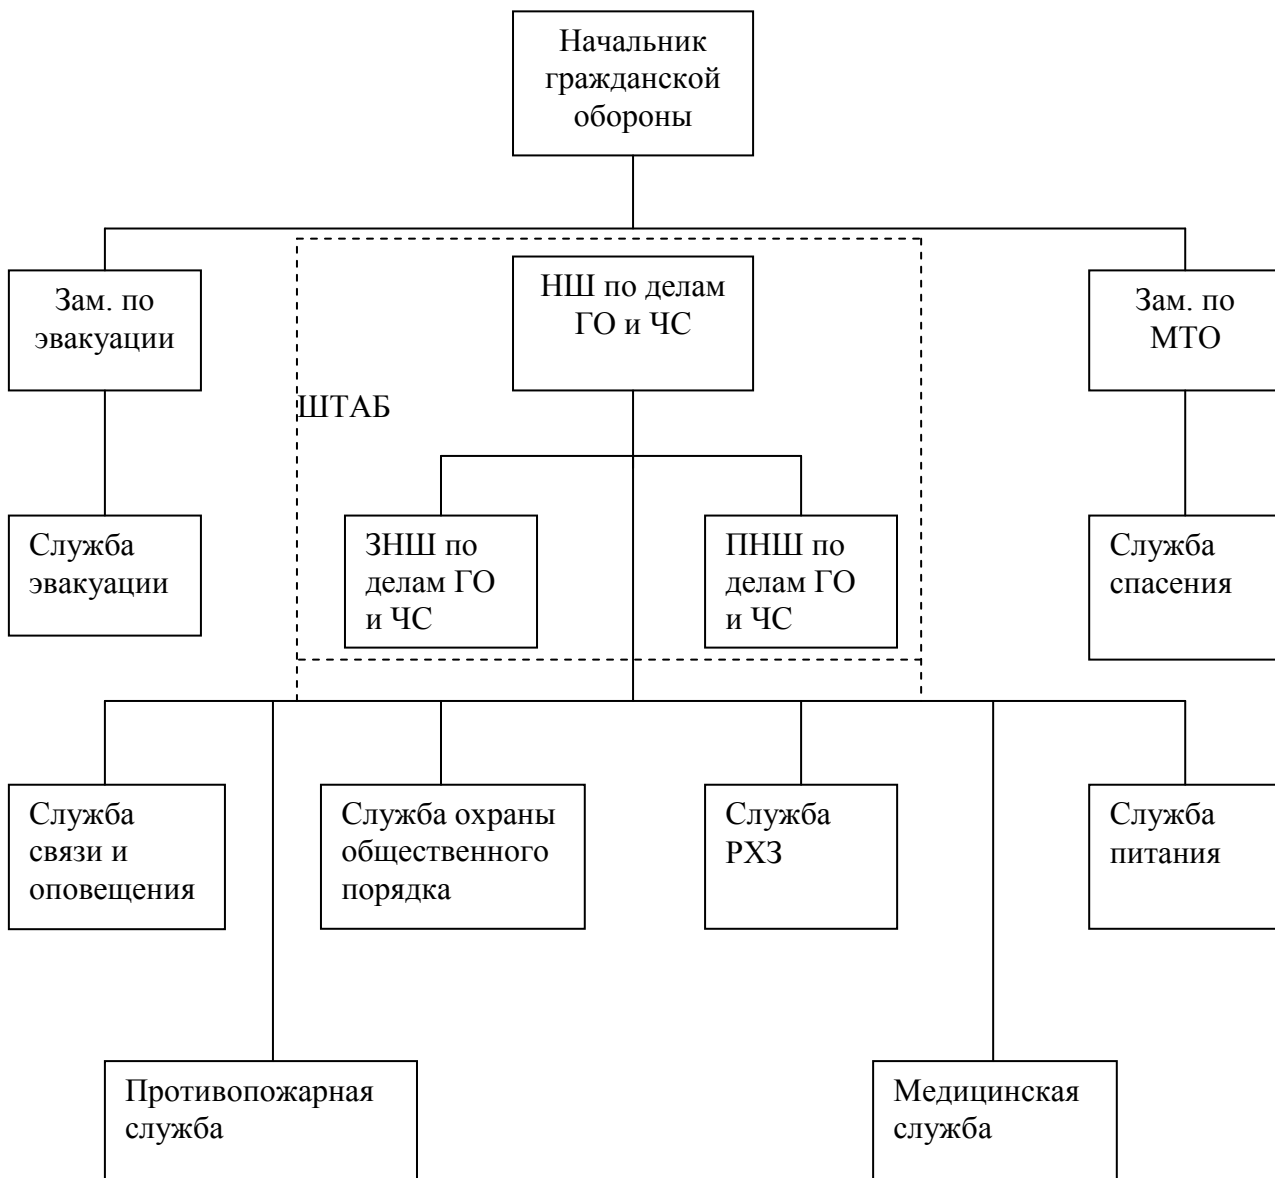 Начальник
гражданской
обороны
Зам. по
эвакуации
НШ по делам
ГО и ЧС
Зам. по
МТО
ШТАБ
Служба
эвакуации
ЗНШ по
делам ГО
и ЧС
ПНШ по
делам ГО
и ЧС
Служба
спасения
Служба
связи и
оповещения
Служба охраны
общественного
порядка
Служба
РХЗ
Служба
питания
Противопожарная
служба
Медицинская
служба